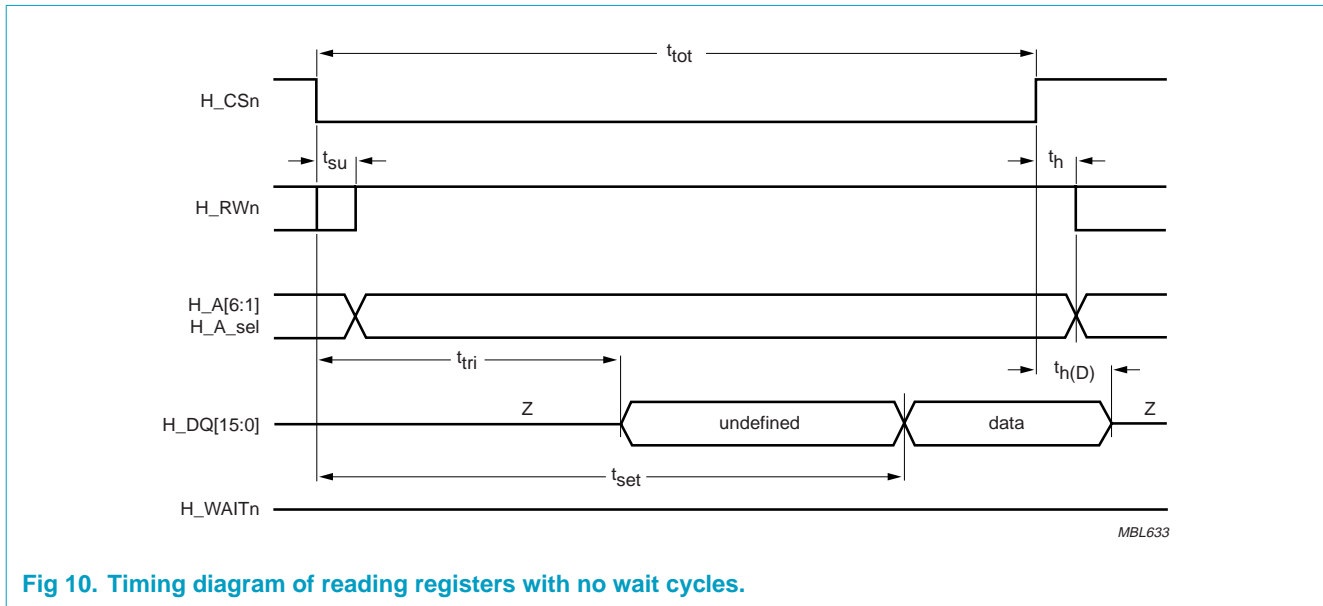 t_tot
H_CSn
t_su
t_h
H_RWn
H_A[6:1]
H_A_sel
t_tri
t_h(D)
Z
undefined
data
Z
H_DQ[15:0]
t_set
H_WAITn
MBL633
Fig 10. Timing diagram of reading registers with no wait cycles.